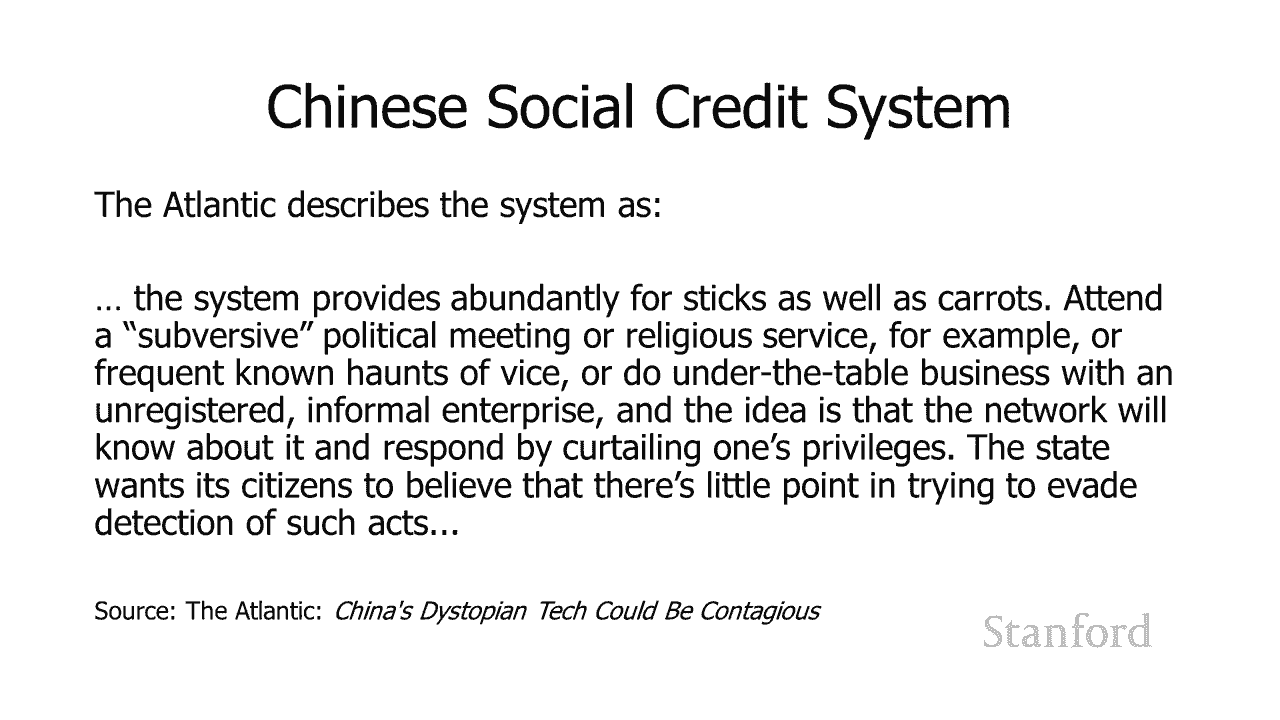 Chinese Social Credit System
The Atlantic describes the system as:
… the system provides abundantly for sticks as well as carrots. Attend
a “subversive” political meeting or religious service, for example, or
frequent known haunts of vice, or do under-the-table business with an
unregistered, informal enterprise, and the idea is that the network will
know about it and respond by curtailing one’s privileges. The state
wants its citizens to believe that there’s little point in trying to evade
detection of such acts...
Source: The Atlantic: China's Dystopian Tech Could Be Contagious
Stanford